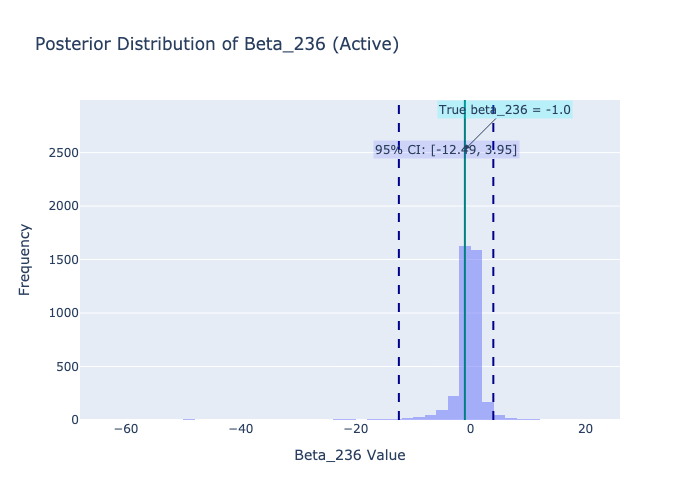 Posterior Distribution of Beta_236 (Active)
True beta_236 = -1.0
95% CI: [-12.49, 3.95]
2500
2000
1500
1000
500
0
Frequency
−60
−40
−20
0
20
Beta_236 Value